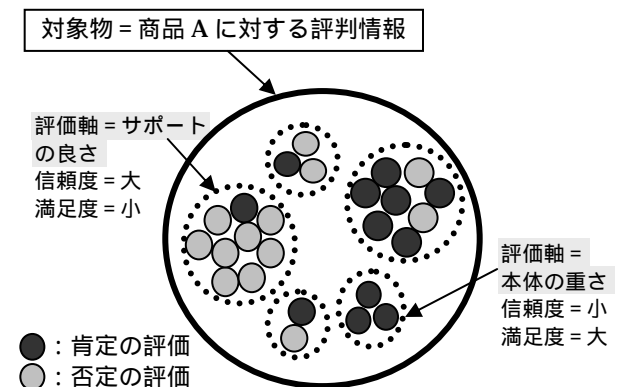 対象物 = 商品 A に対する評判情報
評価軸 = サポート
の良さ
信頼度 = 大
満足度 = 小
評価軸 =
本体の重さ
信頼度 = 小
満足度 = 大
：肯定の評価
：否定の評価